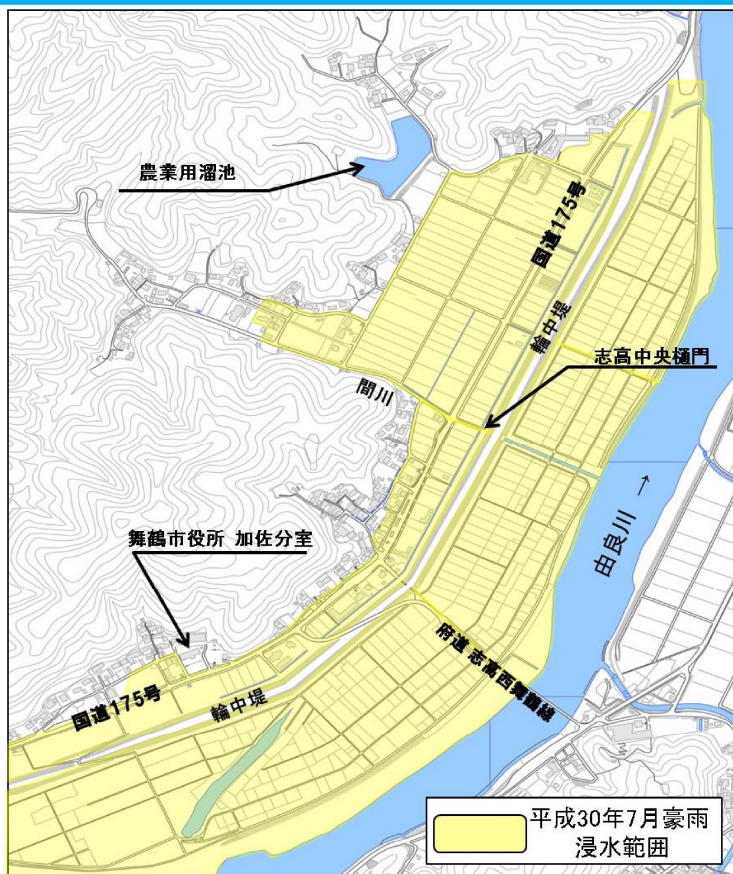 農業用溜池
国道175号
輪中堤
志高中央樋門
間川
舞鶴市役所 加佐分室
由良川 →
府道 志高西舞鶴線
国道175号
輪中堤
平成30年7月豪雨
浸水範囲